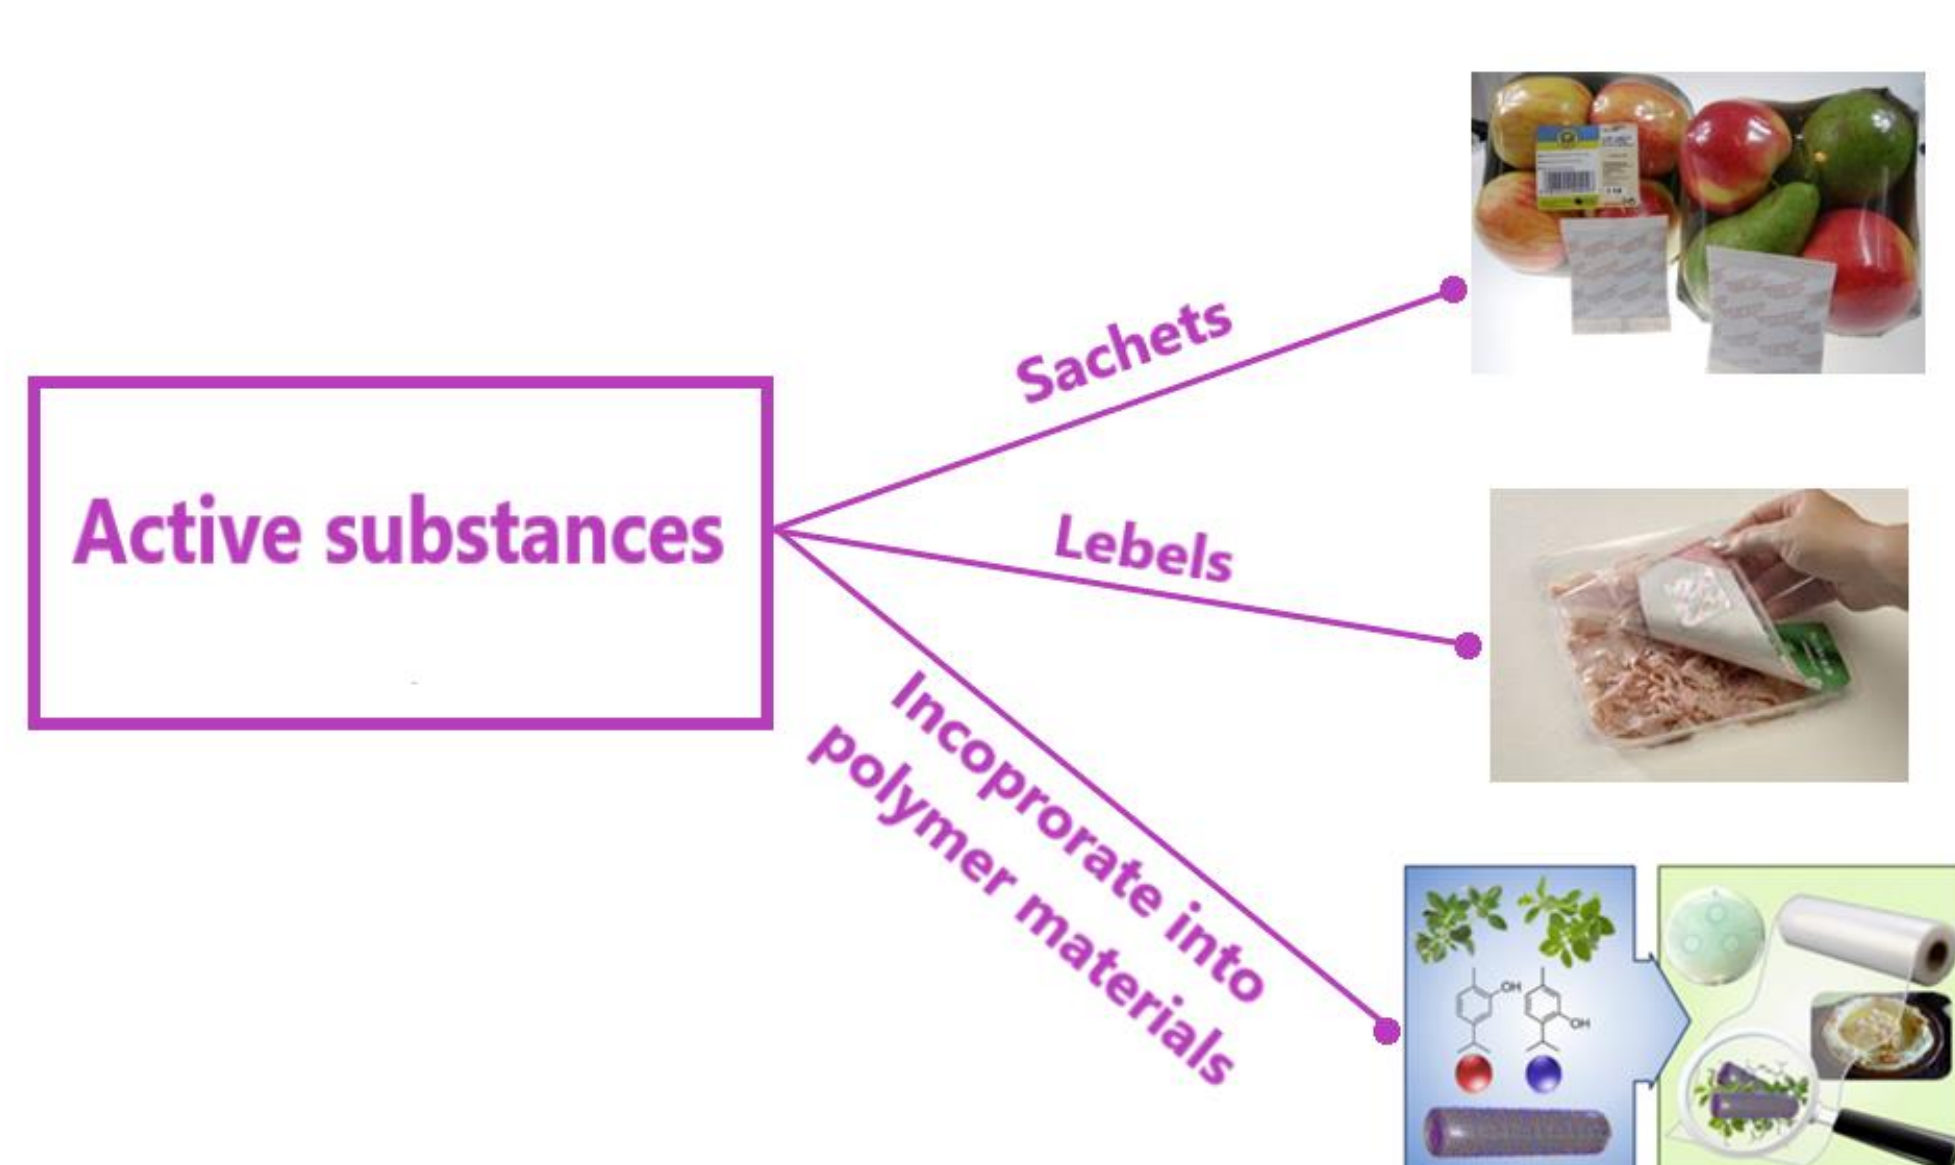 Active substances
Sachets
Lebels
Incoprorate into
polymer materials
OH
OH